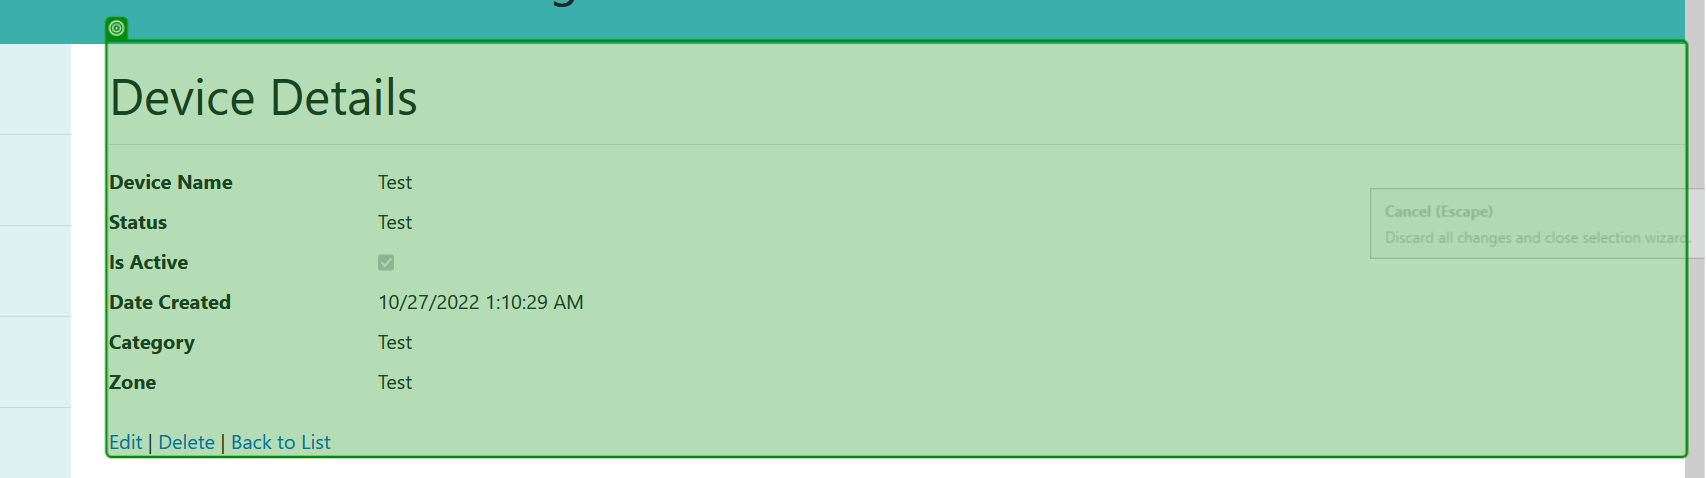 Device Details
Device Name Test
Status Test
Is Active
Date Created 10/27/2022 1:10:29 AM
Category Test
Zone Test
Edit | Delete | Back to List
Cancel (Escape)
Discard all changes and close selection wizard.